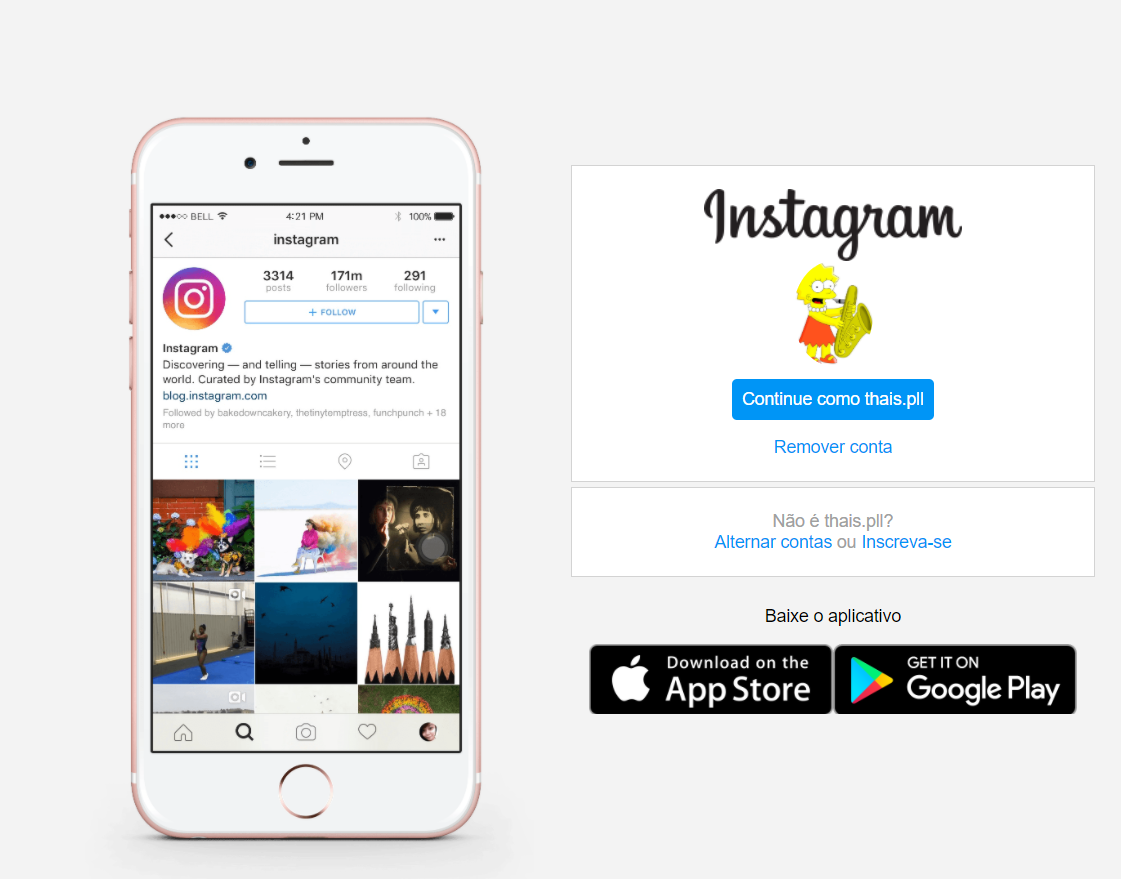 ●●●○○ BELL 4:21 PM 100%
instagram
3314 171m 291
posts followers following
+ FOLLOW
Instagram
Discovering — and telling — stories from around the
world. Curated by Instagram's community team.
blog.instagram.com
Followed by bakedowncakery, thetinytemptress, funchpunch + 18
more
Instagram
Continue como thais.pll
Remover conta
Não é thais.pll?
Alternar contas ou Inscreva-se
Baixe o aplicativo
Download on the
App Store
GET IT ON
Google Play